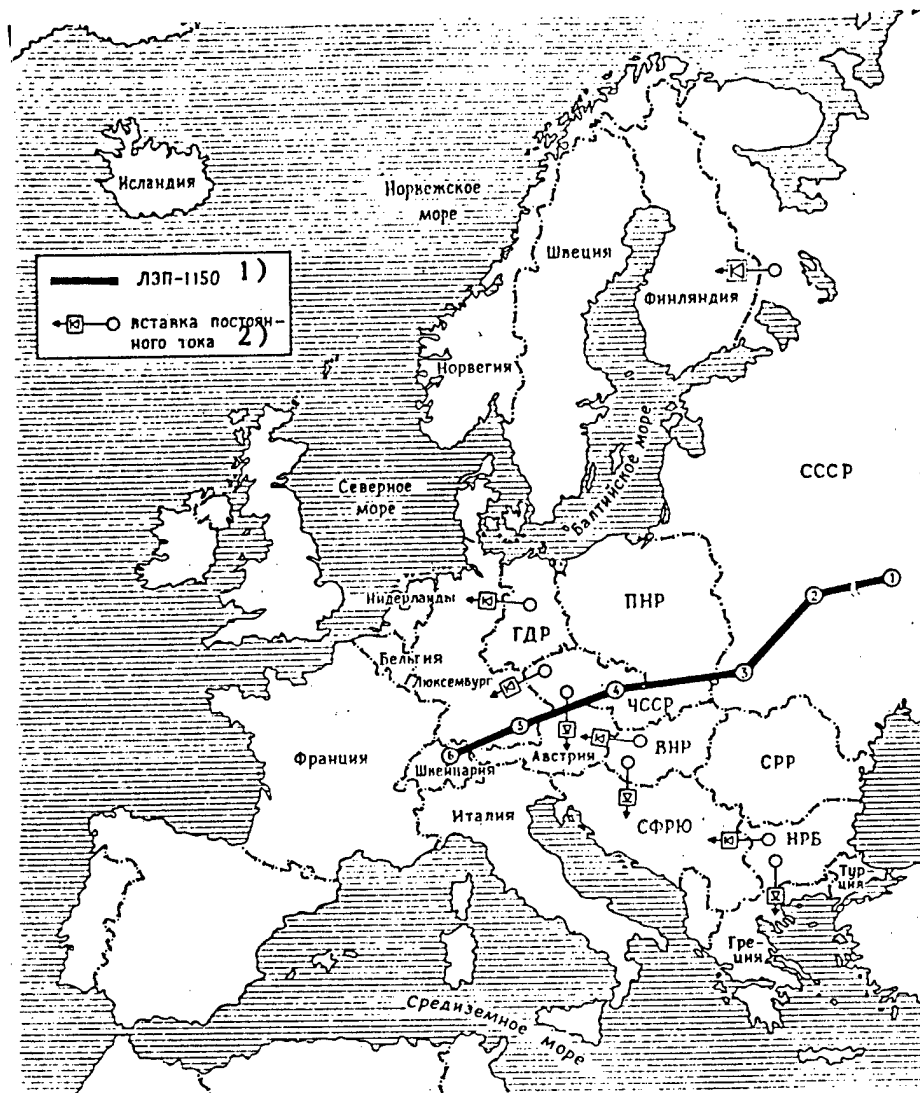 Исландия
Норвежское
море
Швеция
Финляндия
ЛЭП-1150 1)
вставка постоян-
ного тока 2)
Норвегия
СССР
Северное
море
Балтийское море
1
2
Нидерланды
ПНР
ГДР
Бельгия
Люксембург
3
4
ЧССР
5
6
Австрия
ВНР
Франция
Швейцария
СРР
Италия
СФРЮ
НРБ
Тур
ция
Гре-
ция
Средиземное
море